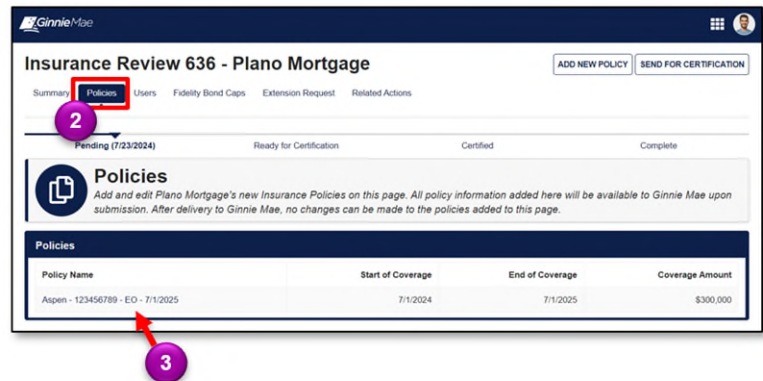 GinnieMae
Insurance Review 636 - Plano Mortgage
ADD NEW POLICY
SEND FOR CERTIFICATION
Summary Policies Users Fidelity Bond Caps Extension Request Related Actions
2
Pending (7/23/2024) Ready for Certification Certified Complete
Policies
Add and edit Plano Mortgage's new Insurance Policies on this page. All policy information added here will be available to Ginnie Mae upon
submission. After delivery to Ginnie Mae, no changes can be made to the policies added to this page.
Policies
Policy Name Start of Coverage End of Coverage Coverage Amount
Aspen - 123456789 - EO - 7/1/2025 7/1/2024 7/1/2025 $300,000
3